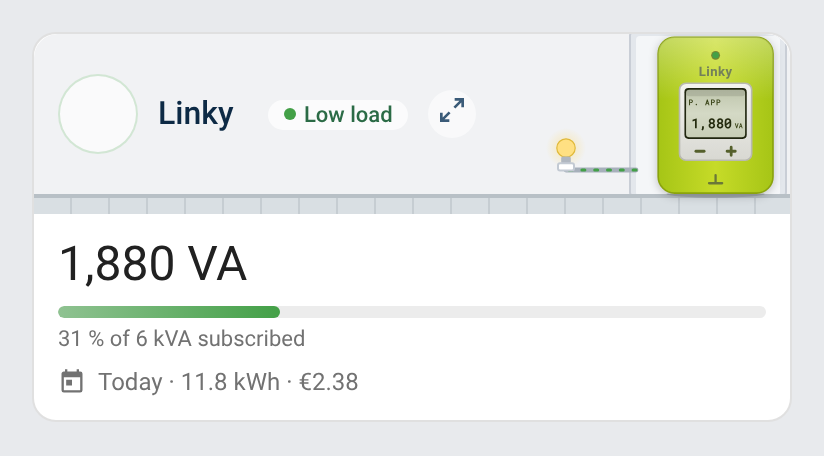 Linky
Low load
Linky
P. APP
1,880 VA
1,880 VA
31 % of 6 kVA subscribed
Today · 11.8 kWh · €2.38